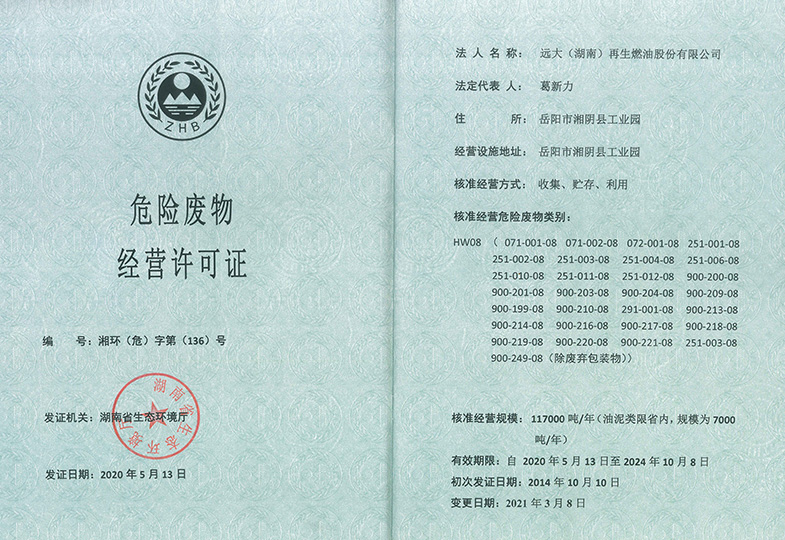 ZHB
危险废物
经营许可证
编 号：湘环（危）字第（136）号
湖南省生态环境厅
发证机关：湖南省生态环境厅
发证日期：2020 年 5 月 13 日
法 人 名 称： 远大（湖南）再生燃油股份有限公司
法定代表 人： 葛新力
住 所： 岳阳市湘阴县工业园
经营设施地址： 岳阳市湘阴县工业园
核准经营方式： 收集、贮存、利用
核准经营危险废物类别：
HW08 （ 071-001-08 071-002-08 072-001-08 251-001-08
251-002-08 251-003-08 251-004-08 251-006-08
251-010-08 251-011-08 251-012-08 900-200-08
900-201-08 900-203-08 900-204-08 900-209-08
900-199-08 900-210-08 291-001-08 900-213-08
900-214-08 900-216-08 900-217-08 900-218-08
900-219-08 900-220-08 900-221-08 251-003-08
900-249-08（除废弃包装物））
核准经营规模： 117000 吨/年（油泥类限省内，规模为 7000
吨/年）
有效期限：自 2020 年 5 月 13 日至 2024 年 10 月 8 日
初次发证日期：2014 年 10 月 10 日
变更日期：2021 年 3 月 8 日